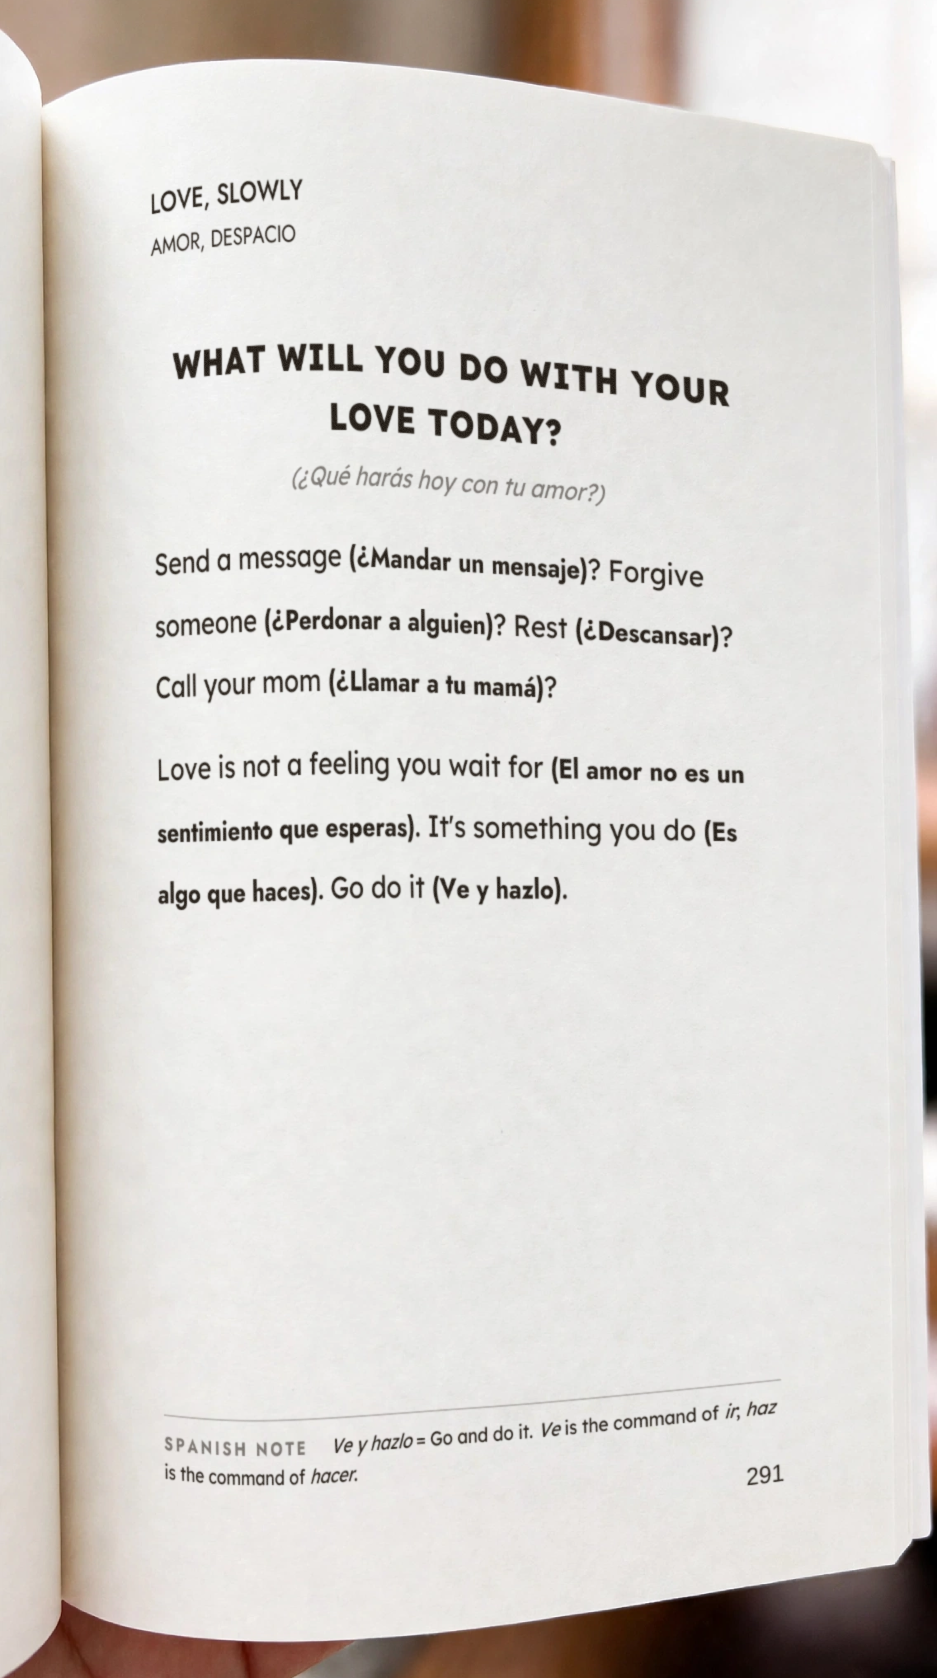 LOVE, SLOWLY
AMOR, DESPACIO
WHAT WILL YOU DO WITH YOUR
LOVE TODAY?
(¿Qué harás hoy con tu amor?)
Send a message (¿Mandar un mensaje)? Forgive
someone (¿Perdonar a alguien)? Rest (¿Descansar)?
Call your mom (¿Llamar a tu mamá)?
Love is not a feeling you wait for (El amor no es un
sentimiento que esperas). It's something you do (Es
algo que haces). Go do it (Ve y hazlo).
SPANISH NOTE Ve y hazlo = Go and do it. Ve is the command of ir; haz
is the command of hacer.
291